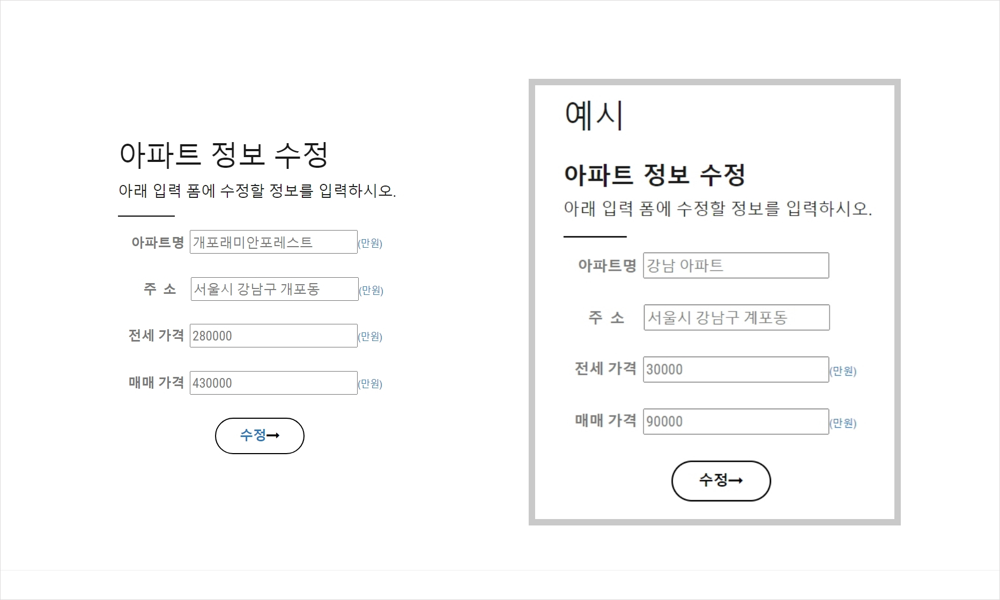 아파트 정보 수정
아래 입력 폼에 수정할 정보를 입력하시오.
아파트명 개포래미안포레스트 (만원)
주 소 서울시 강남구 개포동 (만원)
전세 가격 280000 (만원)
매매 가격 430000 (만원)
수정→
예시
아파트 정보 수정
아래 입력 폼에 수정할 정보를 입력하시오.
아파트명 강남 아파트
주 소 서울시 강남구 계포동
전세 가격 30000 (만원)
매매 가격 90000 (만원)
수정→